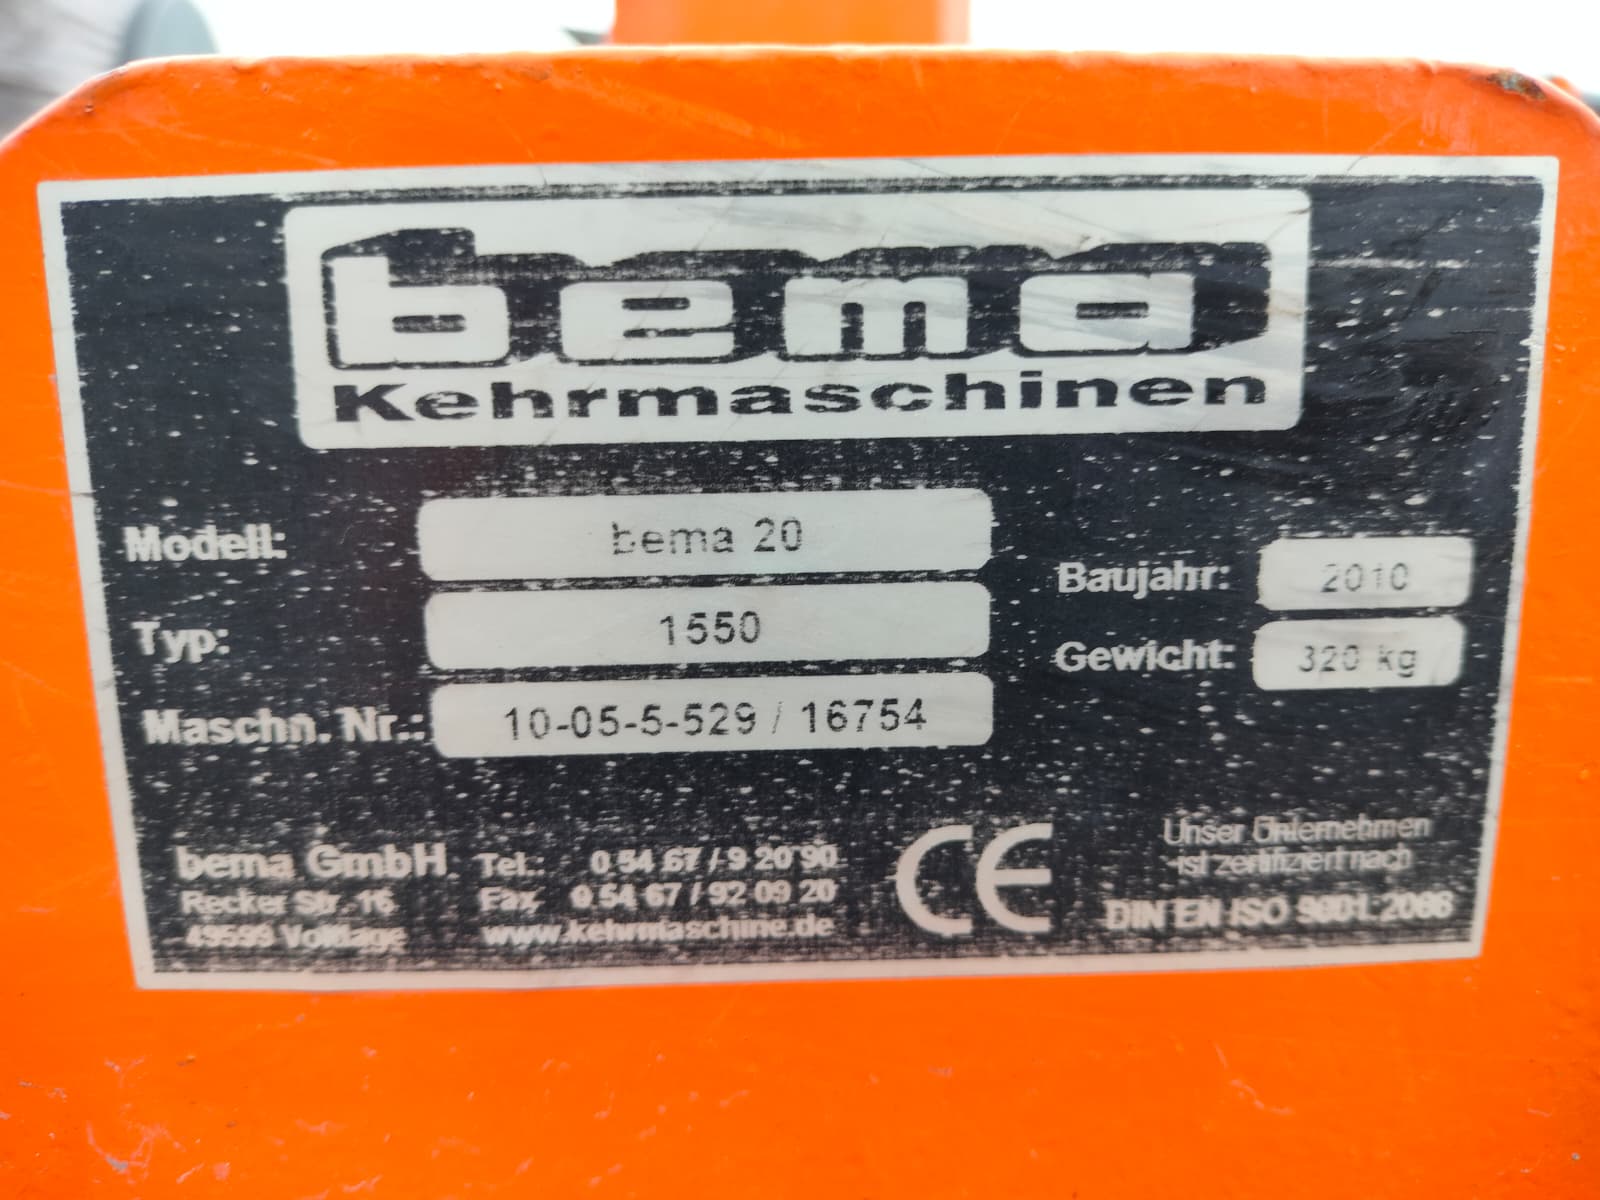 bema
Kehrmaschinen
Modell: bema 20
Typ: 1550
Maschn. Nr.: 10-05-5-529 / 16754
Baujahr: 2010
Gewicht: 320 kg
bema GmbH
Recker Str. 16
49599 Voltlage
Tel.: 0 54 67 / 9 20 90
Fax 0 54 67 / 92 09 20
www.kehrmaschine.de
CE
Unser Unternehmen
ist zertifiziert nach
DIN EN ISO 9001: